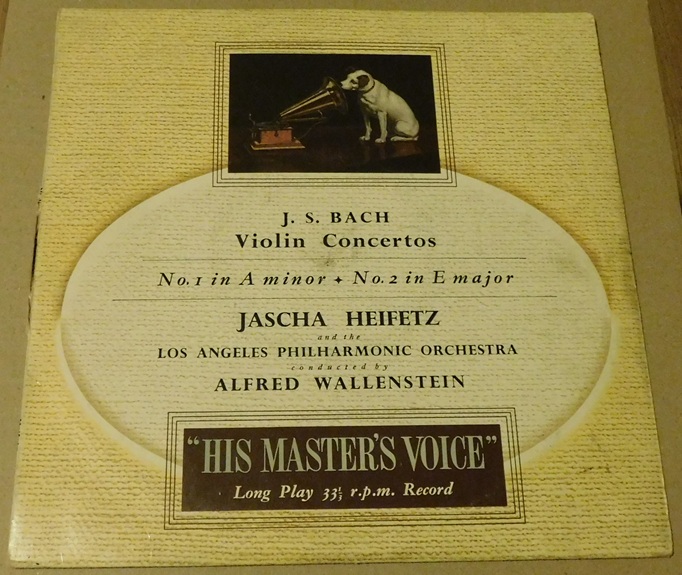 J. S. BACH
Violin Concertos
No. 1 in A minor ✦ No. 2 in E major
JASCHA HEIFETZ
and the
LOS ANGELES PHILHARMONIC ORCHESTRA
conducted by
ALFRED WALLENSTEIN
“HIS MASTER'S VOICE”
Long Play 33⅓ r.p.m. Record